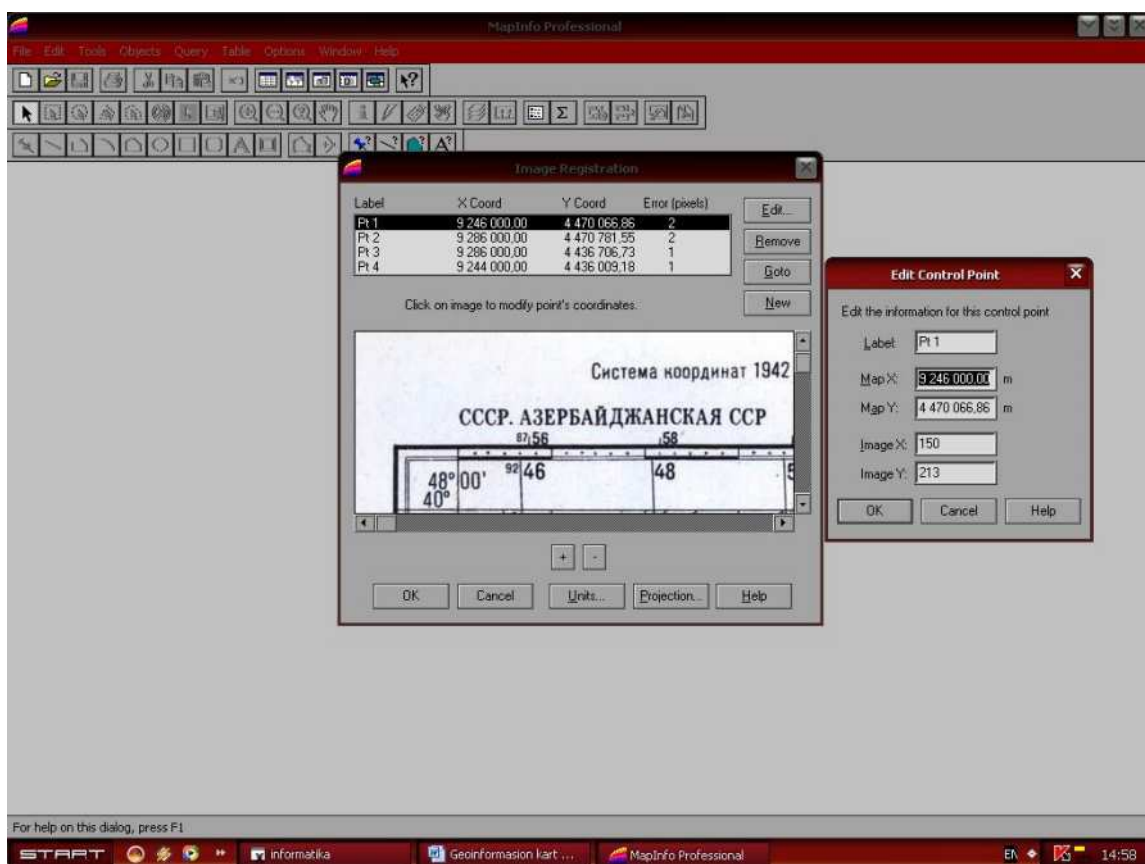 MapInfo Professional
File Edit Tools Objects Query Table Options Window Help
Image Registration
Label X Coord Y Coord Error (pixels)
Pt 1 9 246 000,00 4 470 066,86 2
Pt 2 9 286 000,00 4 470 781,55 2
Pt 3 9 286 000,00 4 436 706,73 1
Pt 4 9 244 000,00 4 436 009,18 1
Edit...
Remove
Goto
New
Click on image to modify point's coordinates.
Система координат 1942
СССР. АЗЕРБАЙДЖАНСКАЯ ССР
87 56 58
48° 00' 92 46 48 5
40°
+ -
OK Cancel Units... Projection... Help
Edit Control Point
Edit the information for this control point
Label: Pt 1
Map X: 9 246 000,00 m
Map Y: 4 470 066,86 m
Image X: 150
Image Y: 213
OK Cancel Help
For help on this dialog, press F1
START informatika Geoinformasion kart ... MapInfo Professional EN 14:58